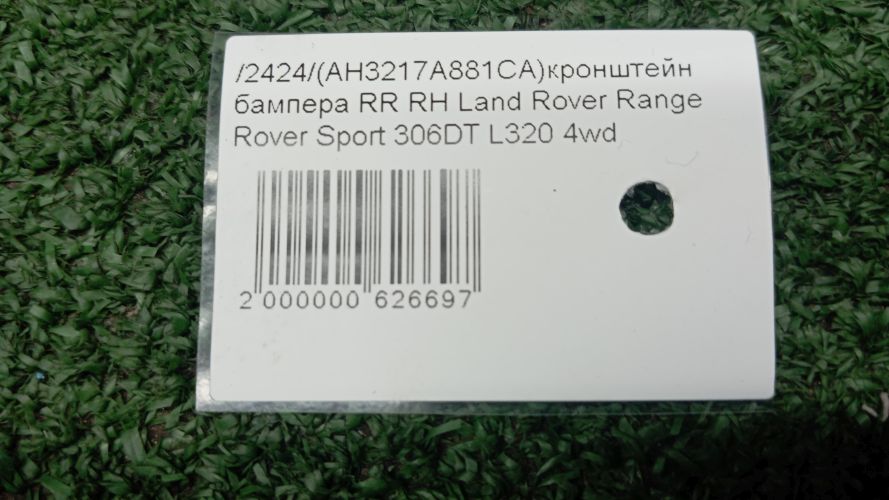 /2424/(AH3217A881CA)кронштейн
бампера RR RH Land Rover Range
Rover Sport 306DT L320 4wd
2 000000 626697